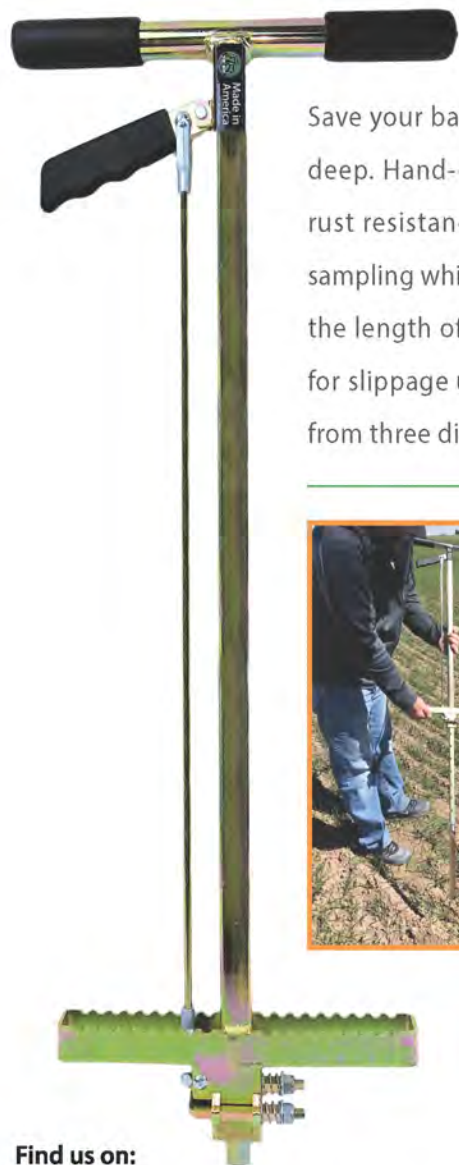 Made in
America
Save your ba
deep. Hand-
rust resistan
sampling whi
the length of
for slippage u
from three di
Find us on: